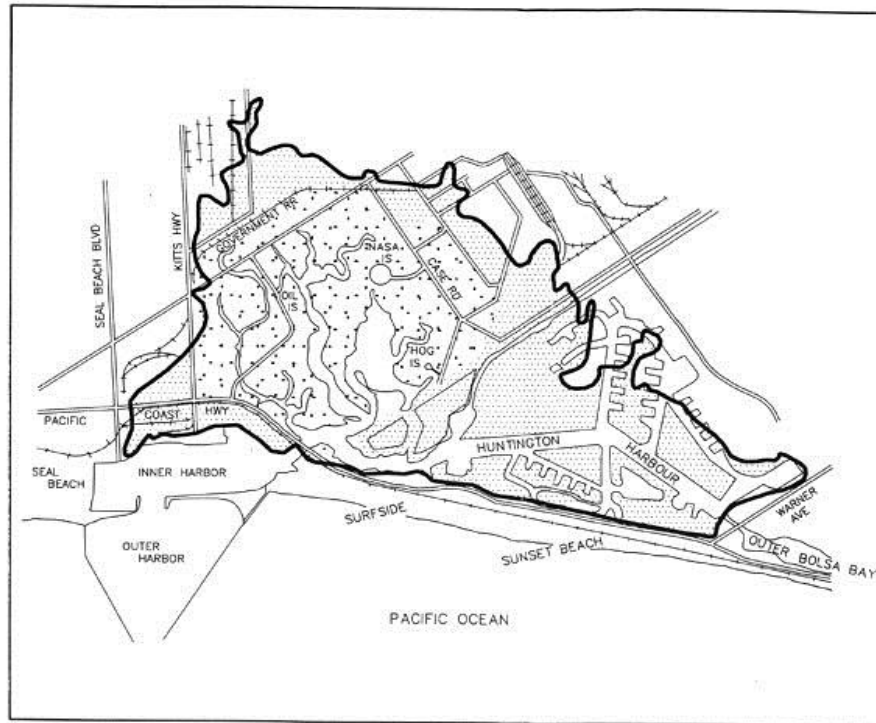 SEAL BEACH BLVD
KITTS HWY
GOVERNMENT RR
NASA
IS
OIL
IS
CASE RD
HOG
IS
PACIFIC
COAST
HWY
HUNTINGTON
HARBOUR
SEAL
BEACH
INNER HARBOR
OUTER
HARBOR
SURFSIDE
SUNSET BEACH
WARNER
AVE
OUTER BOLSA BAY
PACIFIC OCEAN